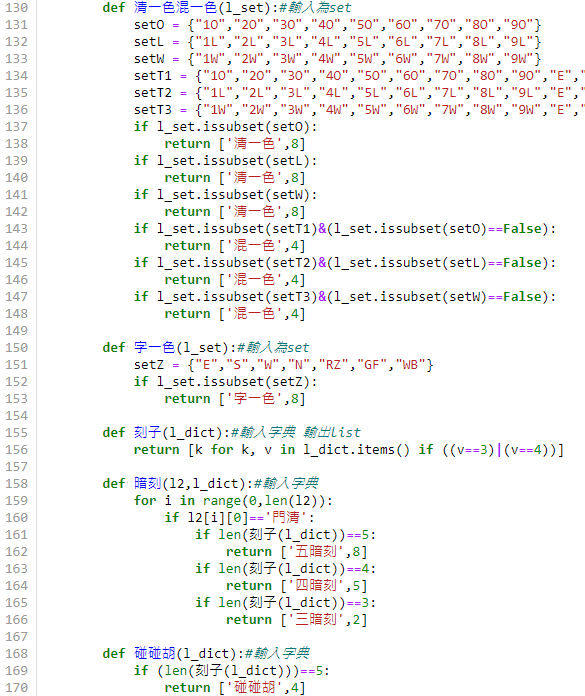 130 def 清一色混一色(l_set):#輸入為set
131 setO = {"1O","2O","3O","4O","5O","6O","7O","8O","9O"}
132 setL = {"1L","2L","3L","4L","5L","6L","7L","8L","9L"}
133 setW = {"1W","2W","3W","4W","5W","6W","7W","8W","9W"}
134 setT1 = {"1O","2O","3O","4O","5O","6O","7O","8O","9O","E","
135 setT2 = {"1L","2L","3L","4L","5L","6L","7L","8L","9L","E","
136 setT3 = {"1W","2W","3W","4W","5W","6W","7W","8W","9W","E","
137 if l_set.issubset(setO):
138 return ['清一色',8]
139 if l_set.issubset(setL):
140 return ['清一色',8]
141 if l_set.issubset(setW):
142 return ['清一色',8]
143 if l_set.issubset(setT1)&(l_set.issubset(setO)==False):
144 return ['混一色',4]
145 if l_set.issubset(setT2)&(l_set.issubset(setL)==False):
146 return ['混一色',4]
147 if l_set.issubset(setT3)&(l_set.issubset(setW)==False):
148 return ['混一色',4]
149
150 def 字一色(l_set):#輸入為set
151 setZ = {"E","S","W","N","RZ","GF","WB"}
152 if l_set.issubset(setZ):
153 return ['字一色',8]
154
155 def 刻子(l_dict):#輸入字典 輸出list
156 return [k for k, v in l_dict.items() if ((v==3)|(v==4))]
157
158 def 暗刻(l2,l_dict):#輸入字典
159 for i in range(0,len(l2)):
160 if l2[i][0]=='門清':
161 if len(刻子(l_dict))==5:
162 return ['五暗刻',8]
163 if len(刻子(l_dict))==4:
164 return ['四暗刻',5]
165 if len(刻子(l_dict))==3:
166 return ['三暗刻',2]
167
168 def 碰碰胡(l_dict):#輸入字典
169 if (len(刻子(l_dict)))==5:
170 return ['碰碰胡',4]